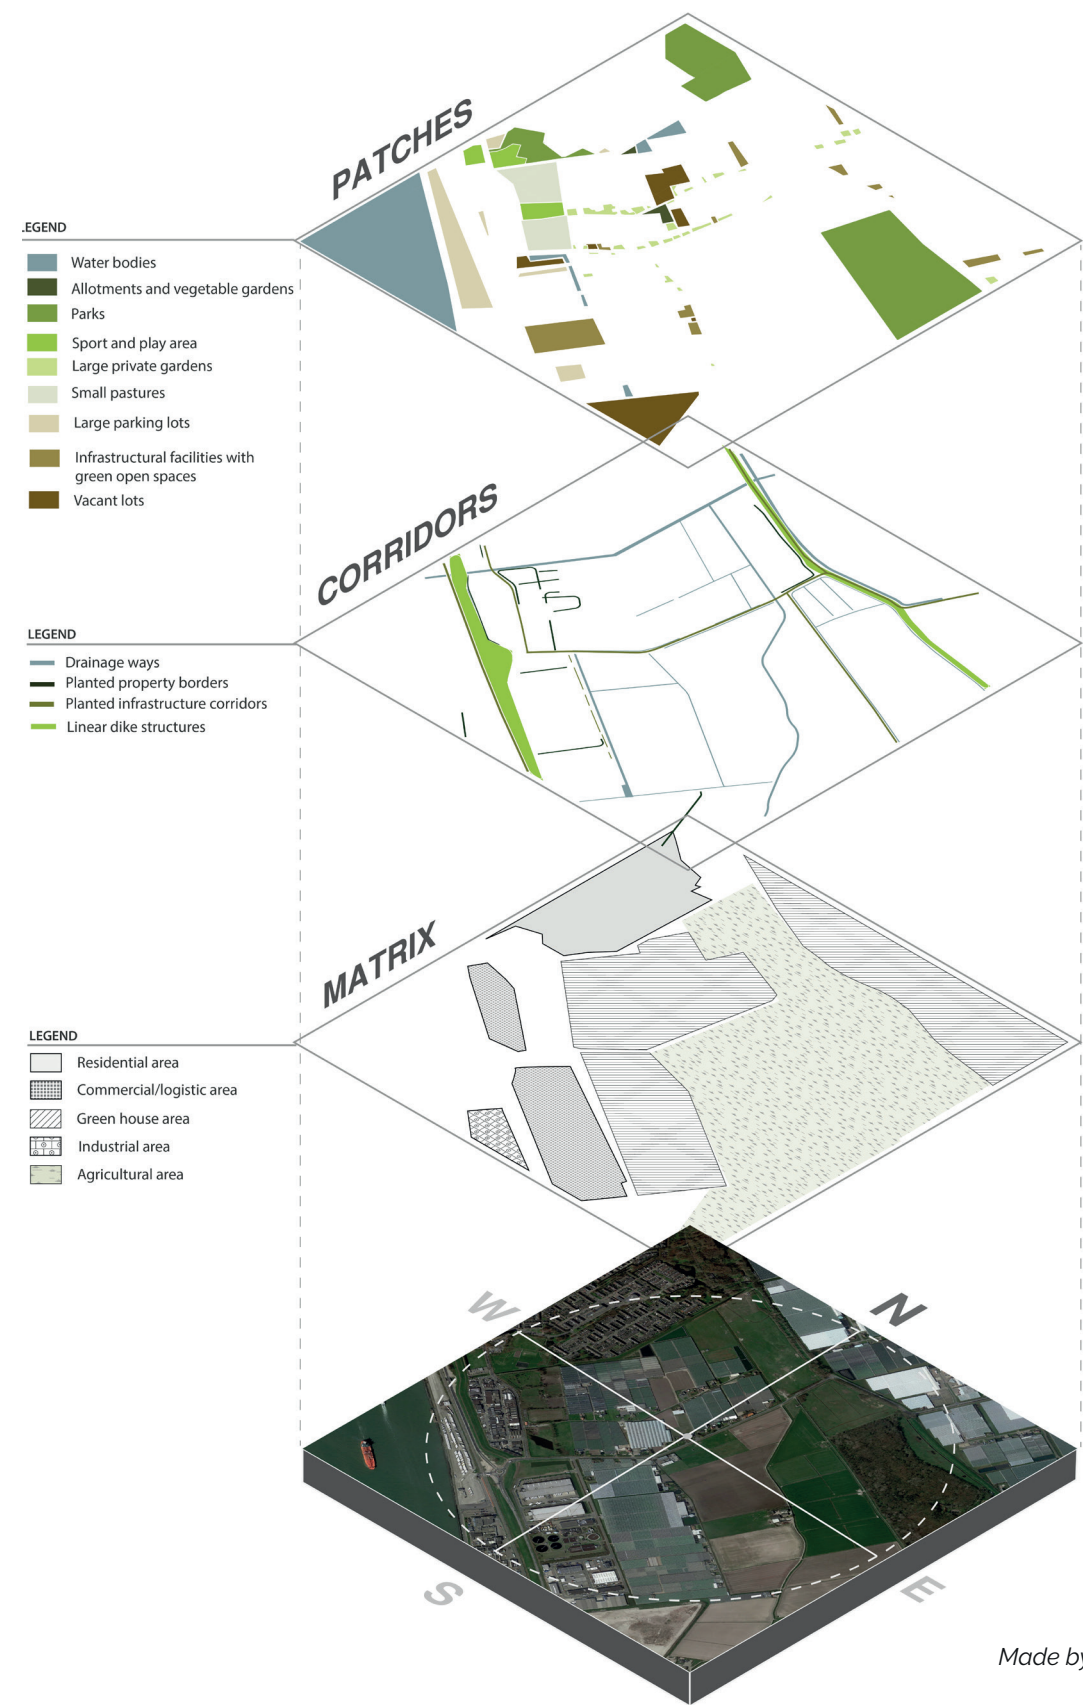 PATCHES
.EGEND
Water bodies
Allotments and vegetable gardens
Parks
Sport and play area
Large private gardens
Small pastures
Large parking lots
Infrastructural facilities with
green open spaces
Vacant lots
CORRIDORS
LEGEND
Drainage ways
Planted property borders
Planted infrastructure corridors
Linear dike structures
MATRIX
LEGEND
Residential area
Commercial/logistic area
Green house area
Industrial area
Agricultural area
W
N
S
E
Made by